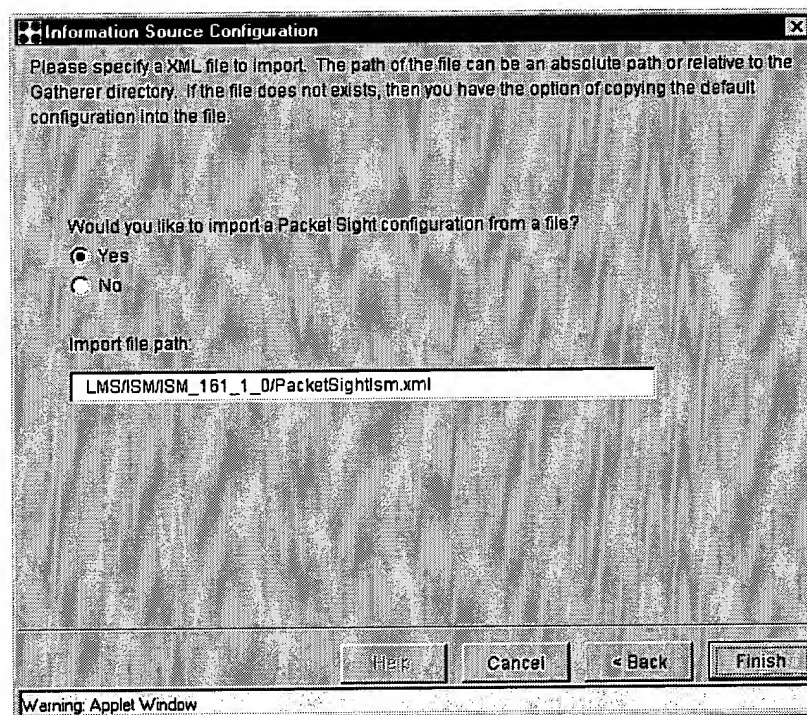 Information Source Configuration
Please specify a XML file to import. The path of the file can be an absolute path or relative to the
Gatherer directory. If the file does not exists, then you have the option of copying the default
configuration into the file.
Would you like to import a Packet Sight configuration from a file?
Yes
No
Import file path:
LMS/ISM/ISM_161_1_0/PacketSightIsm.xml
Help Cancel < Back Finish
Warning: Applet Window